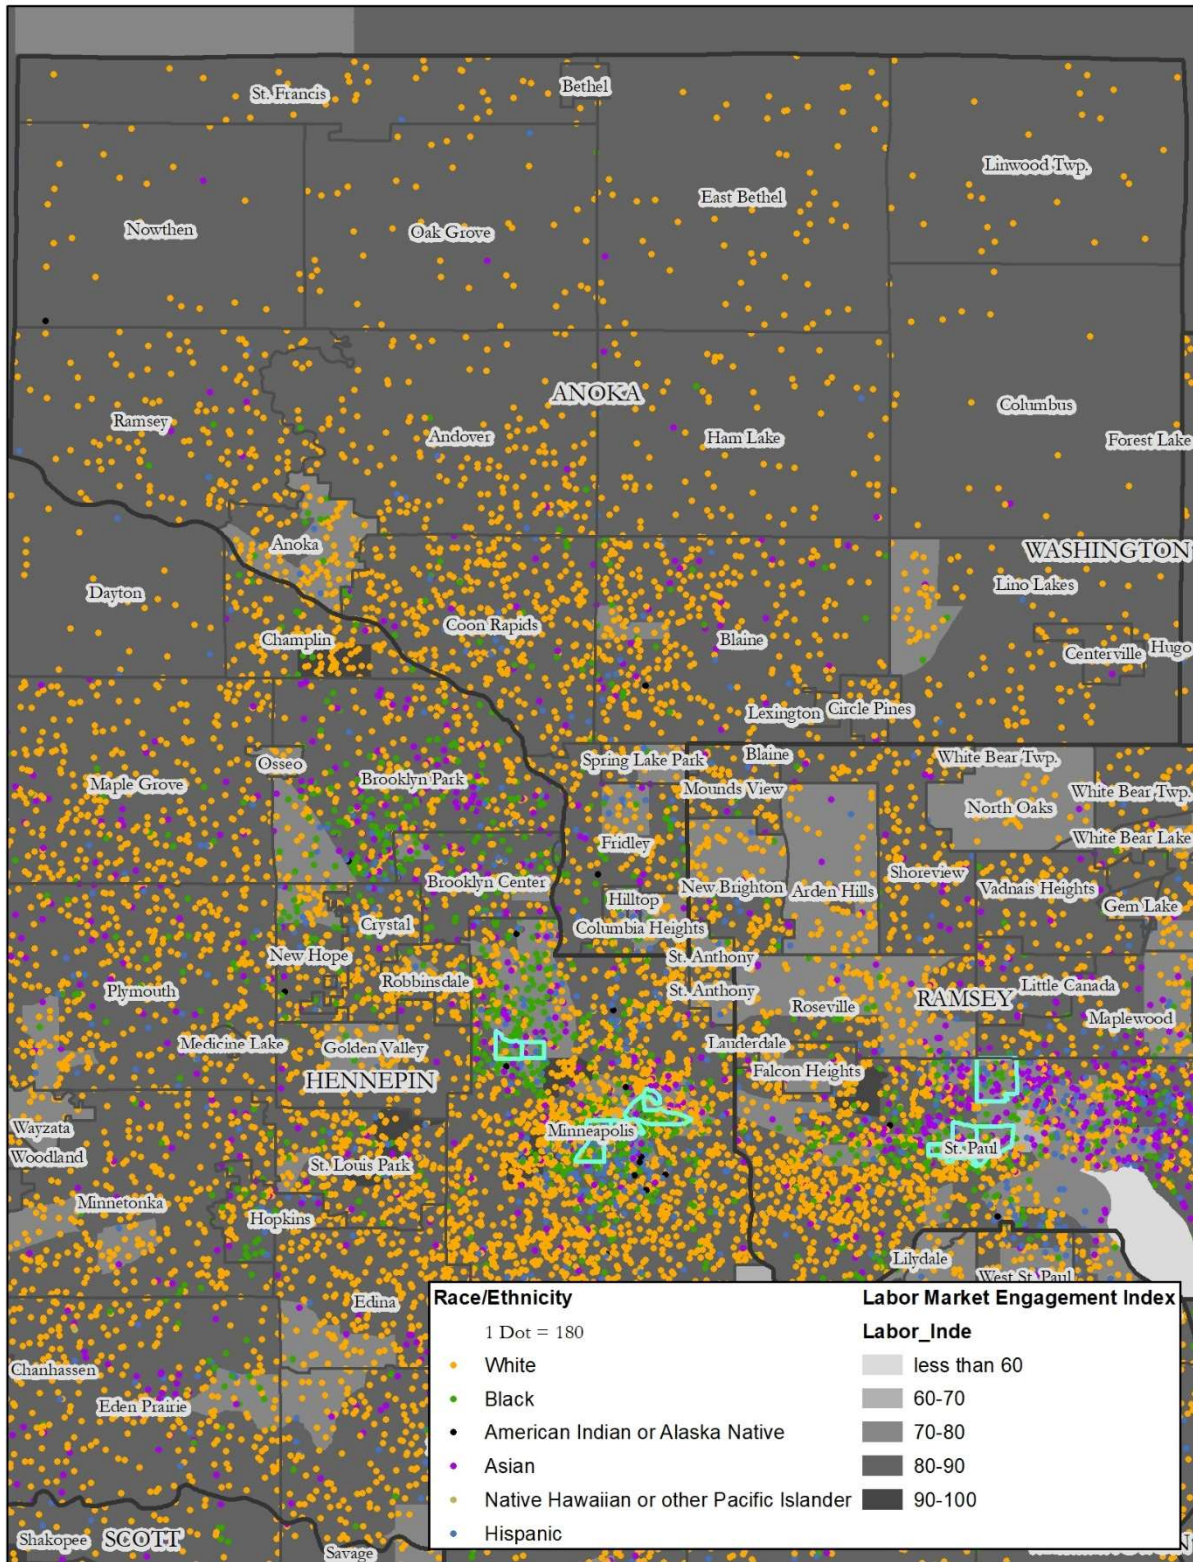 Bethel
St. Francis
Linwood Twp.
East Bethel
Nowthen
Oak Grove
ANOKA
Columbus
Ramsey
Andover
Ham Lake
Forest Lake
Anoka
WASHINGTON
Dayton
Lino Lakes
Coon Rapids
Champlin
Blaine
Centerville
Hugo
Lexington
Circle Pines
Osseo
Spring Lake Park
Blaine
White Bear Twp.
Maple Grove
Brooklyn Park
Mounds View
North Oaks
White Bear Twp.
White Bear Lake
Fridley
Brooklyn Center
New Brighton
Arden Hills
Shoreview
Vadnais Heights
Hilltop
Gem Lake
Crystal
Columbia Heights
New Hope
St. Anthony
Robbinsdale
Plymouth
St. Anthony
Roseville
RAMSEY
Little Canada
Maplewood
Medicine Lake
Golden Valley
Lauderdale
Falcon Heights
HENNEPIN
Wayzata
Minneapolis
Woodland
St. Louis Park
St. Paul
Minnetonka
Hopkins
Lilydale
West St. Paul
Edina
Chanhassen
Eden Prairie
Shakopee
SCOTT
Savage
Race/Ethnicity
1 Dot = 180
White
Black
American Indian or Alaska Native
Asian
Native Hawaiian or other Pacific Islander
Hispanic
Labor Market Engagement Index
Labor_Inde
less than 60
60-70
70-80
80-90
90-100